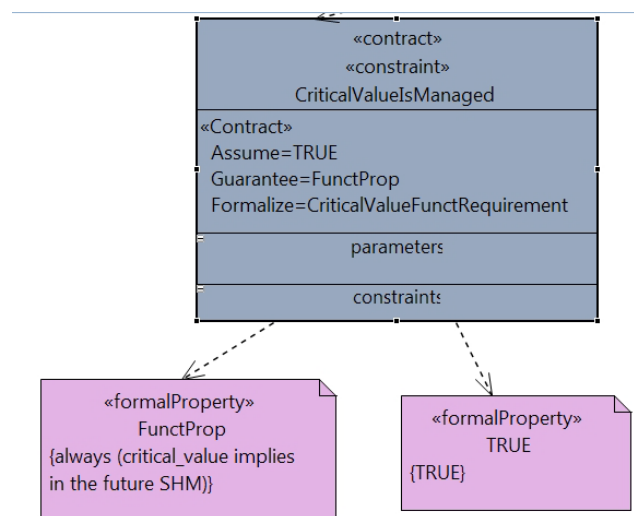 «contract»
«constraint»
CriticalValueIsManaged
«Contract»
Assume=TRUE
Guarantee=FunctProp
Formalize=CriticalValueFunctRequirement
parameters
constraints
«formalProperty»
FunctProp
{always (critical_value implies
in the future SHM)}
«formalProperty»
TRUE
{TRUE}